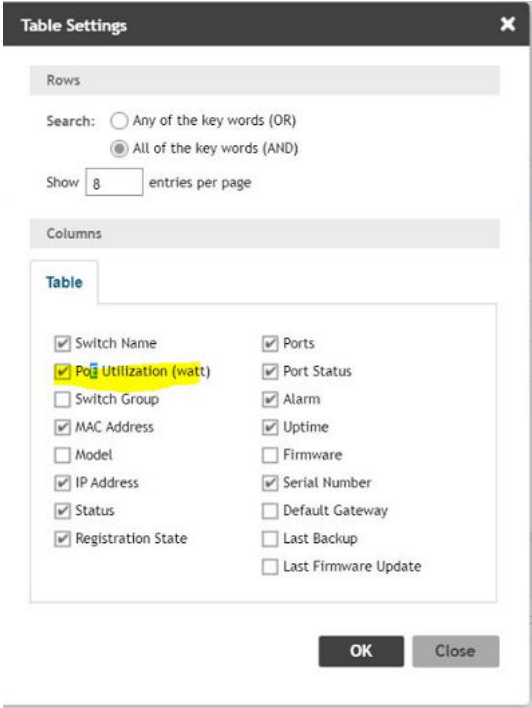 Table Settings
Rows
Search: Any of the key words (OR)
All of the key words (AND)
Show 8 entries per page
Columns
Table
Switch Name
PoE Utilization (watt)
Switch Group
MAC Address
Model
IP Address
Status
Registration State
Ports
Port Status
Alarm
Uptime
Firmware
Serial Number
Default Gateway
Last Backup
Last Firmware Update
OK Close